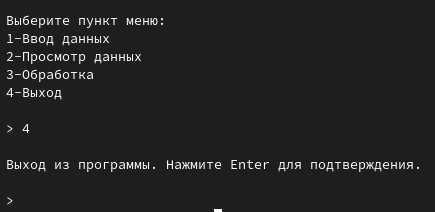 Выберите пункт меню:
1-Ввод данных
2-Просмотр данных
3-Обработка
4-Выход
> 4
Выход из программы. Нажмите Enter для подтверждения.
>